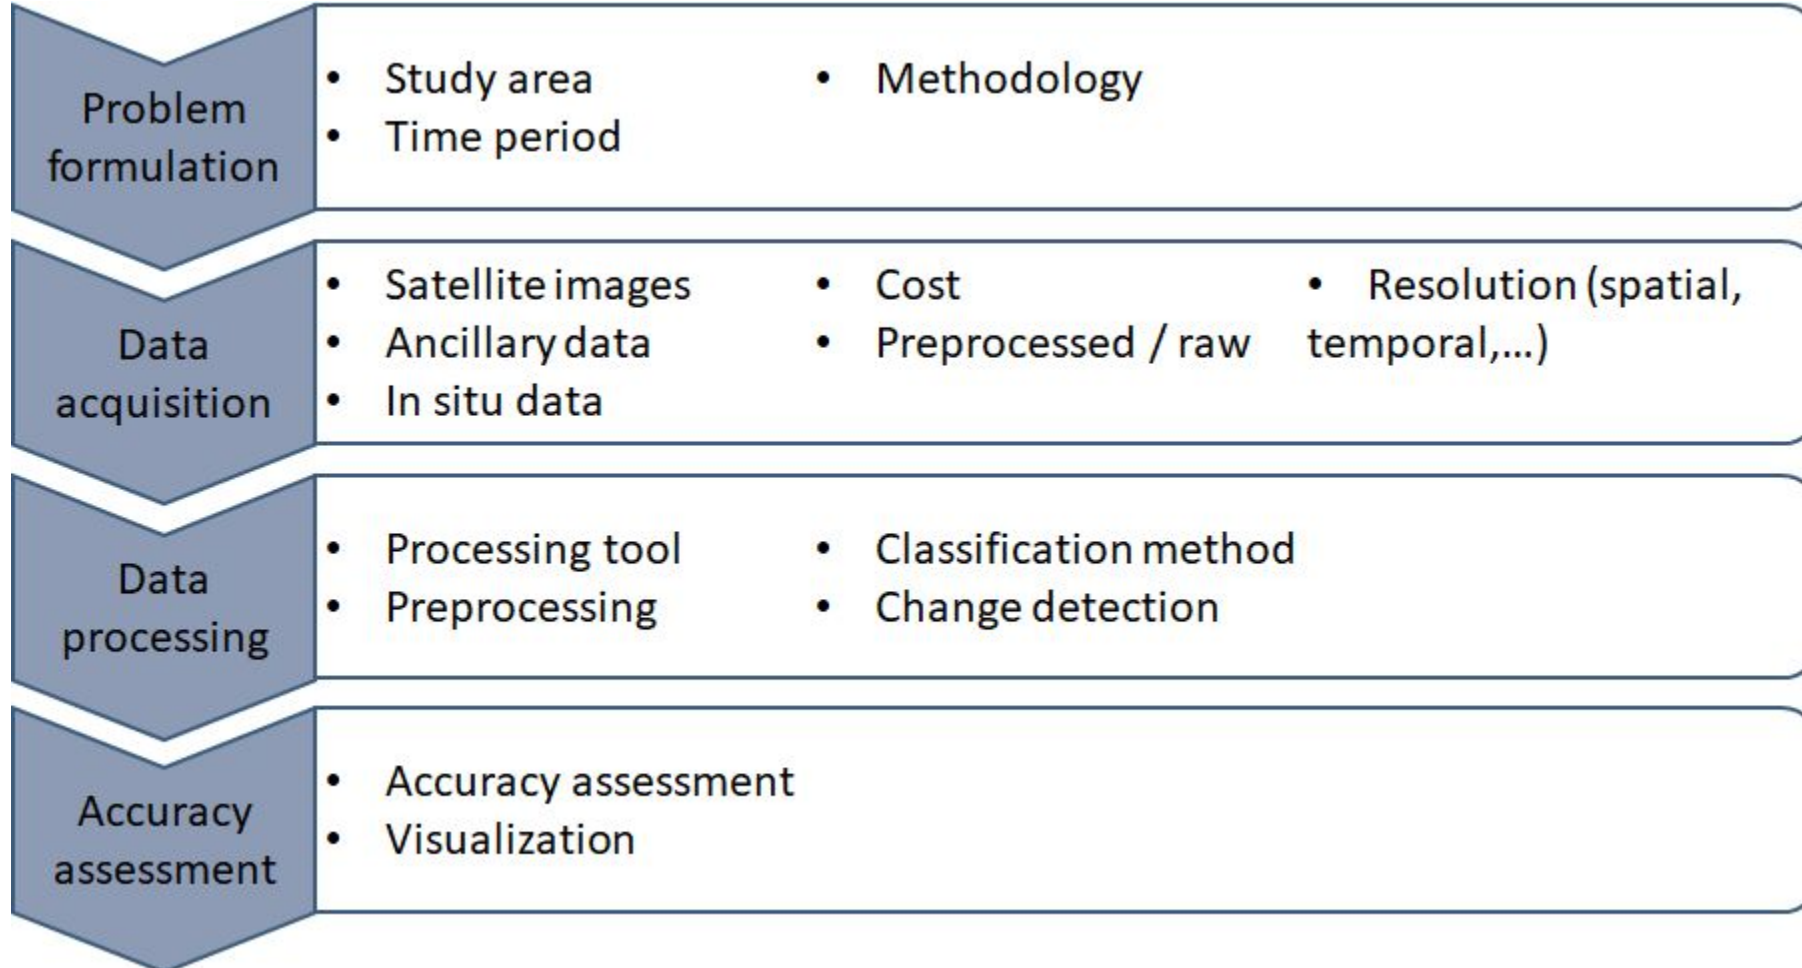 Problem
formulation
• Study area
• Time period
• Methodology
Data
acquisition
• Satellite images
• Ancillary data
• In situ data
• Cost
• Preprocessed / raw
• Resolution (spatial,
temporal,...)
Data
processing
• Processing tool
• Preprocessing
• Classification method
• Change detection
Accuracy
assessment
• Accuracy assessment
• Visualization